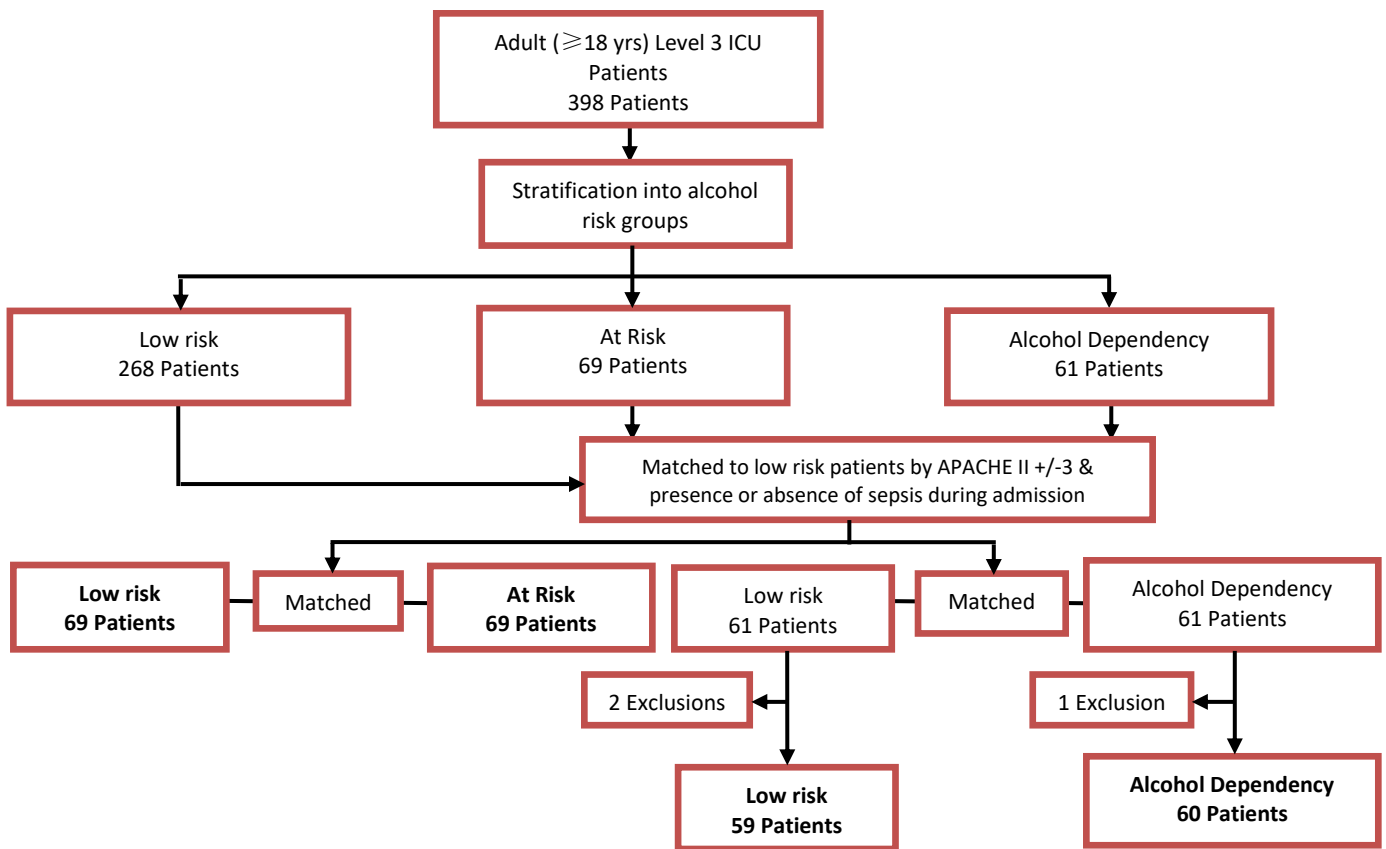 Adult (≥18 yrs) Level 3 ICU
Patients
398 Patients
Stratification into alcohol
risk groups
Low risk
268 Patients
At Risk
69 Patients
Alcohol Dependency
61 Patients
Matched to low risk patients by APACHE II +/-3 &
presence or absence of sepsis during admission
Low risk
69 Patients
Matched
At Risk
69 Patients
Low risk
61 Patients
Matched
Alcohol Dependency
61 Patients
2 Exclusions
1 Exclusion
Low risk
59 Patients
Alcohol Dependency
60 Patients